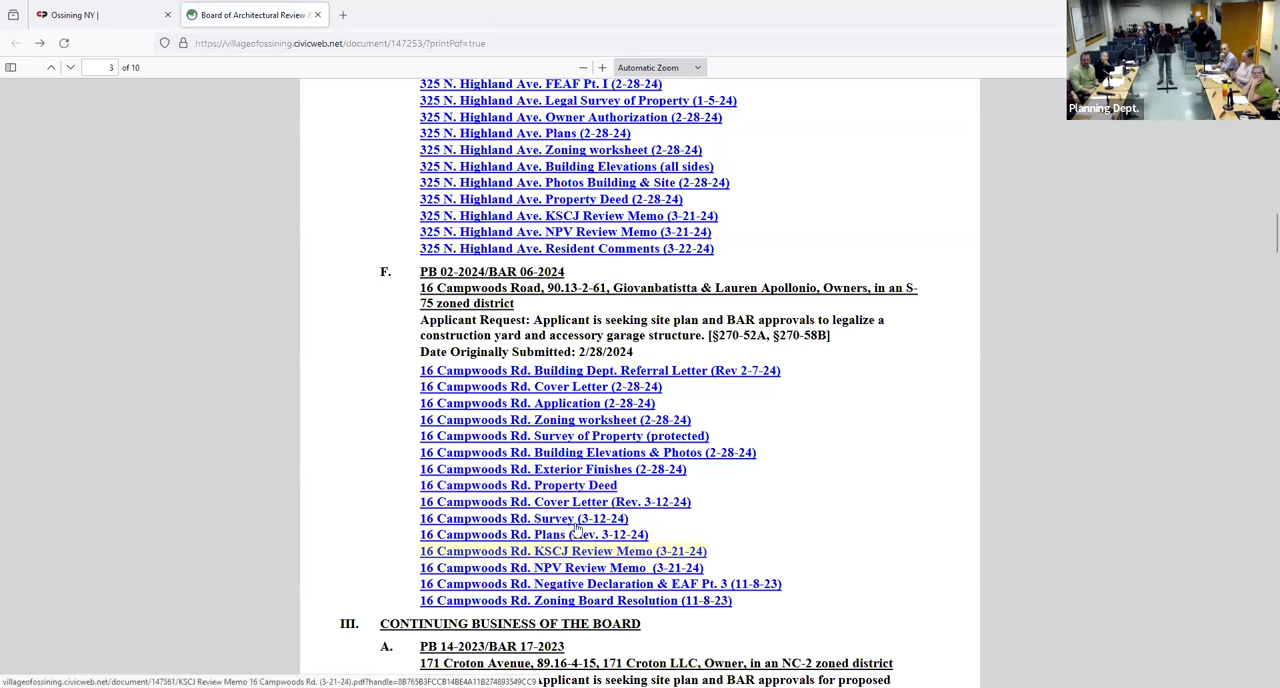 Ossining NY |
Board of Architectural Review &
https://villageofossining.civicweb.net/document/147253/?printPdf=true
3 of 10
Automatic Zoom
Planning Dept.
325 N. Highland Ave. FEAF Pt. I (2-28-24)
325 N. Highland Ave. Legal Survey of Property (1-5-24)
325 N. Highland Ave. Owner Authorization (2-28-24)
325 N. Highland Ave. Plans (2-28-24)
325 N. Highland Ave. Zoning worksheet (2-28-24)
325 N. Highland Ave. Building Elevations (all sides)
325 N. Highland Ave. Photos Building & Site (2-28-24)
325 N. Highland Ave. Property Deed (2-28-24)
325 N. Highland Ave. KSCJ Review Memo (3-21-24)
325 N. Highland Ave. NPV Review Memo (3-21-24)
325 N. Highland Ave. Resident Comments (3-22-24)
F. PB 02-2024/BAR 06-2024
16 Campwoods Road, 90.13-2-61, Giovanbatistta & Lauren Apollonio, Owners, in an S-
75 zoned district
Applicant Request: Applicant is seeking site plan and BAR approvals to legalize a
construction yard and accessory garage structure. [§270-52A, §270-58B]
Date Originally Submitted: 2/28/2024
16 Campwoods Rd. Building Dept. Referral Letter (Rev 2-7-24)
16 Campwoods Rd. Cover Letter (2-28-24)
16 Campwoods Rd. Application (2-28-24)
16 Campwoods Rd. Zoning worksheet (2-28-24)
16 Campwoods Rd. Survey of Property (protected)
16 Campwoods Rd. Building Elevations & Photos (2-28-24)
16 Campwoods Rd. Exterior Finishes (2-28-24)
16 Campwoods Rd. Property Deed
16 Campwoods Rd. Cover Letter (Rev. 3-12-24)
16 Campwoods Rd. Survey (3-12-24)
16 Campwoods Rd. Plans (Rev. 3-12-24)
16 Campwoods Rd. KSCJ Review Memo (3-21-24)
16 Campwoods Rd. NPV Review Memo (3-21-24)
16 Campwoods Rd. Negative Declaration & EAF Pt. 3 (11-8-23)
16 Campwoods Rd. Zoning Board Resolution (11-8-23)
III. CONTINUING BUSINESS OF THE BOARD
A. PB 14-2023/BAR 17-2023
171 Croton Avenue, 89.16-4-15, 171 Croton LLC, Owner, in an NC-2 zoned district
Applicant is seeking site plan and BAR approvals for proposed
villageofossining.civicweb.net/document/147561/KSCJ Review Memo 16 Campwoods Rd. (3-21-24).pdf?handle=8B765B3FCCB14BE4A11B274893549CC9